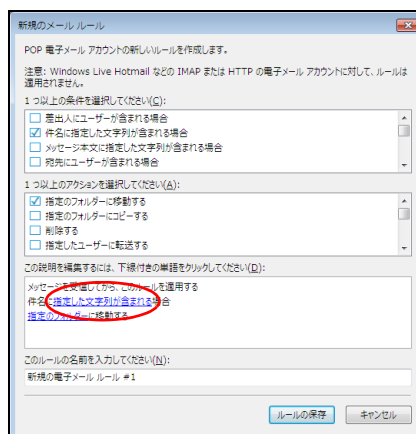 新規のメール ルール
POP 電子メール アカウントの新しいルールを作成します。
注意: Windows Live Hotmail などの IMAP または HTTP の電子メール アカウントに対して、ルールは
適用されません。
1 つ以上の条件を選択してください(C):
差出人にユーザーが含まれる場合
件名に指定した文字列が含まれる場合
メッセージ本文に指定した文字列が含まれる場合
宛先にユーザーが含まれる場合
1 つ以上のアクションを選択してください(A):
指定のフォルダーに移動する
指定のフォルダーにコピーする
削除する
指定したユーザーに転送する
この説明を編集するには、下線付きの単語をクリックしてください(D):
メッセージを受信してから、このルールを適用する
件名に指定した文字列が含まれる場合
指定のフォルダーに移動する
このルールの名前を入力してください(N):
新規の電子メール ルール #1
ルールの保存 キャンセル